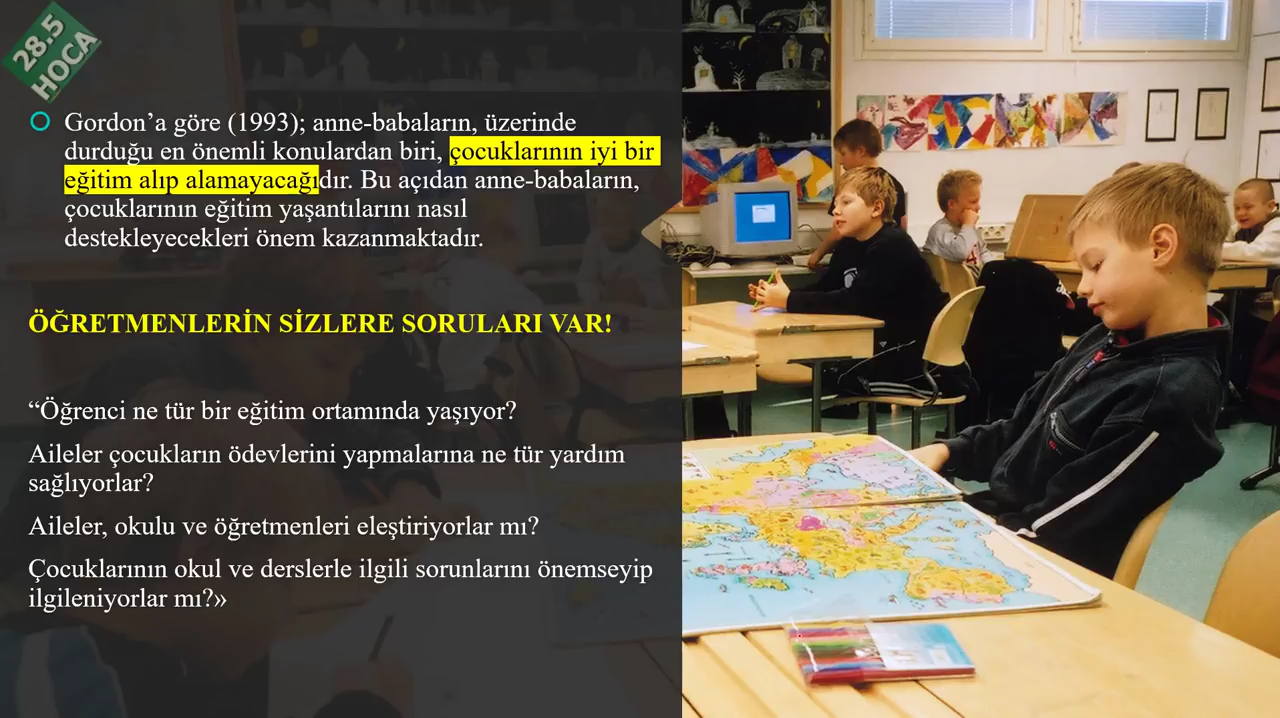 28.5
HOCA
Gordon’a göre (1993); anne-babaların, üzerinde
durduğu en önemli konulardan biri, çocuklarının iyi bir
eğitim alıp alamayacağıdır. Bu açıdan anne-babaların,
çocuklarının eğitim yaşantılarını nasıl
destekleyecekleri önem kazanmaktadır.
ÖĞRETMENLERİN SİZLERE SORULARI VAR!
“Öğrenci ne tür bir eğitim ortamında yaşıyor?
Aileler çocukların ödevlerini yapmalarına ne tür yardım
sağlıyorlar?
Aileler, okulu ve öğretmenleri eleştiriyorlar mı?
Çocuklarının okul ve derslerle ilgili sorunlarını önemseyip
ilgileniyorlar mı?»